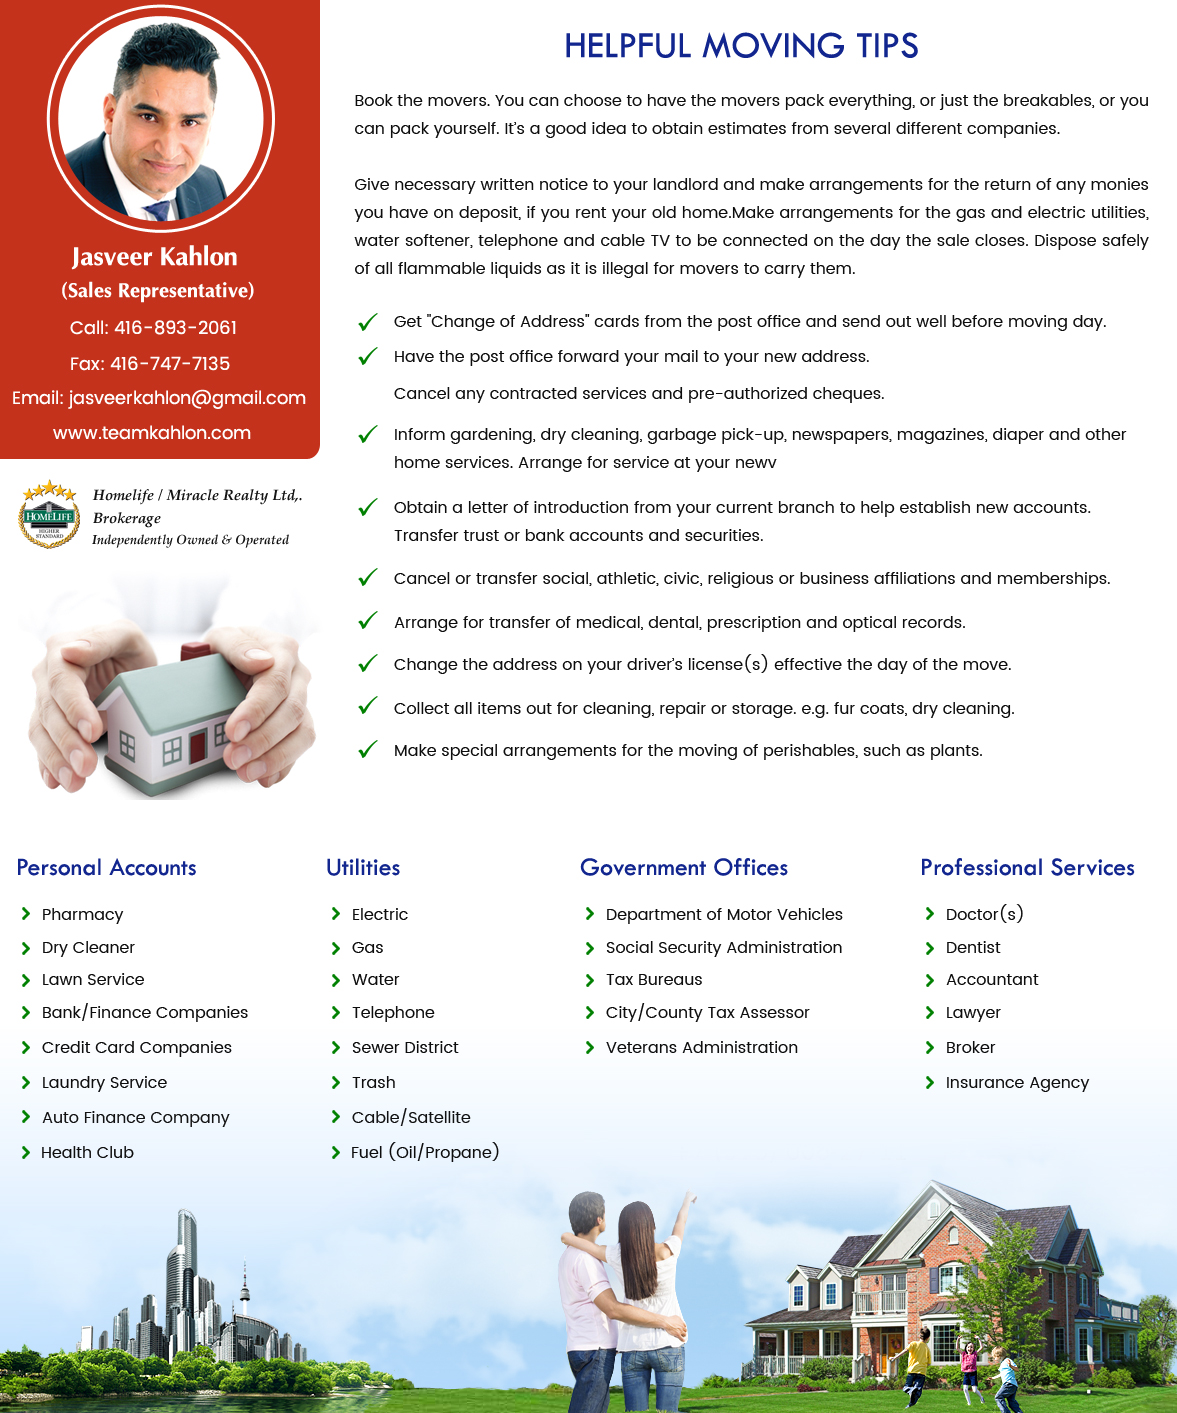 Jasveer Kahlon
(Sales Representative)
Call: 416-893-2061
Fax: 416-747-7135
Email: jasveerkahlon@gmail.com
www.teamkahlon.com
HOMELIFE
HIGHER
STANDARD
Homelife / Miracle Realty Ltd,.
Brokerage
Independently Owned & Operated
HELPFUL MOVING TIPS
Book the movers. You can choose to have the movers pack everything, or just the breakables, or you
can pack yourself. It's a good idea to obtain estimates from several different companies.
Give necessary written notice to your landlord and make arrangements for the return of any monies
you have on deposit, if you rent your old home.Make arrangements for the gas and electric utilities,
water softener, telephone and cable TV to be connected on the day the sale closes. Dispose safely
of all flammable liquids as it is illegal for movers to carry them.
Get "Change of Address" cards from the post office and send out well before moving day.
Have the post office forward your mail to your new address.
Cancel any contracted services and pre-authorized cheques.
Inform gardening, dry cleaning, garbage pick-up, newspapers, magazines, diaper and other
home services. Arrange for service at your newv
Obtain a letter of introduction from your current branch to help establish new accounts.
Transfer trust or bank accounts and securities.
Cancel or transfer social, athletic, civic, religious or business affiliations and memberships.
Arrange for transfer of medical, dental, prescription and optical records.
Change the address on your driver's license(s) effective the day of the move.
Collect all items out for cleaning, repair or storage. e.g. fur coats, dry cleaning.
Make special arrangements for the moving of perishables, such as plants.
Personal Accounts
Pharmacy
Dry Cleaner
Lawn Service
Bank/Finance Companies
Credit Card Companies
Laundry Service
Auto Finance Company
Health Club
Utilities
Electric
Gas
Water
Telephone
Sewer District
Trash
Cable/Satellite
Fuel (Oil/Propane)
Government Offices
Department of Motor Vehicles
Social Security Administration
Tax Bureaus
City/County Tax Assessor
Veterans Administration
Professional Services
Doctor(s)
Dentist
Accountant
Lawyer
Broker
Insurance Agency